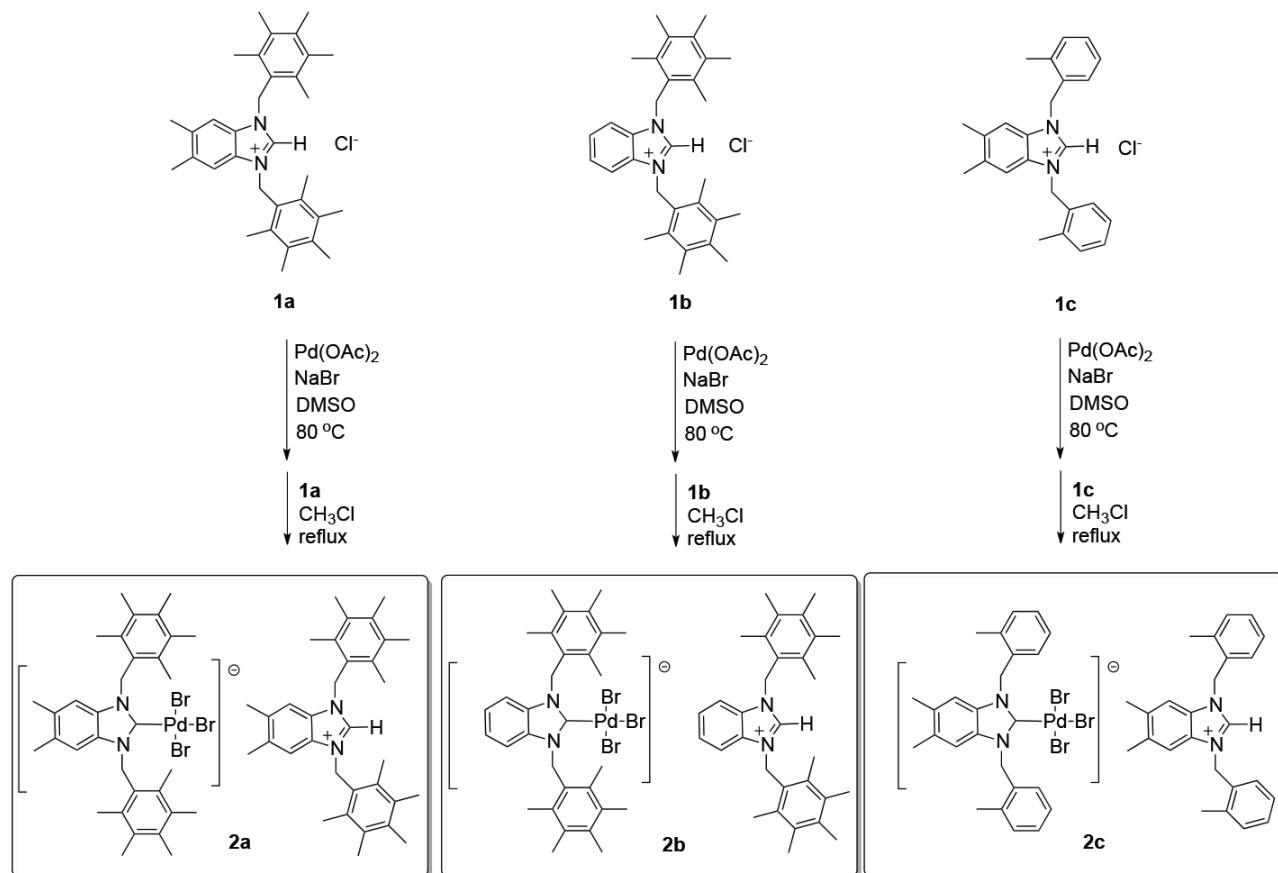 N
H
Cl⁻
+
N
1a
N
H
Cl⁻
+
N
1b
N
H
Cl⁻
+
N
1c
Pd(OAc)₂
NaBr
DMSO
80 ºC
Pd(OAc)₂
NaBr
DMSO
80 ºC
Pd(OAc)₂
NaBr
DMSO
80 ºC
1a
CH₃Cl
reflux
1b
CH₃Cl
reflux
1c
CH₃Cl
reflux
⊖
N
Br
Pd-Br
N
Br
N
H
+
N
2a
⊖
N
Br
Pd-Br
N
Br
N
H
+
N
2b
⊖
N
Br
Pd-Br
N
Br
N
H
+
N
2c